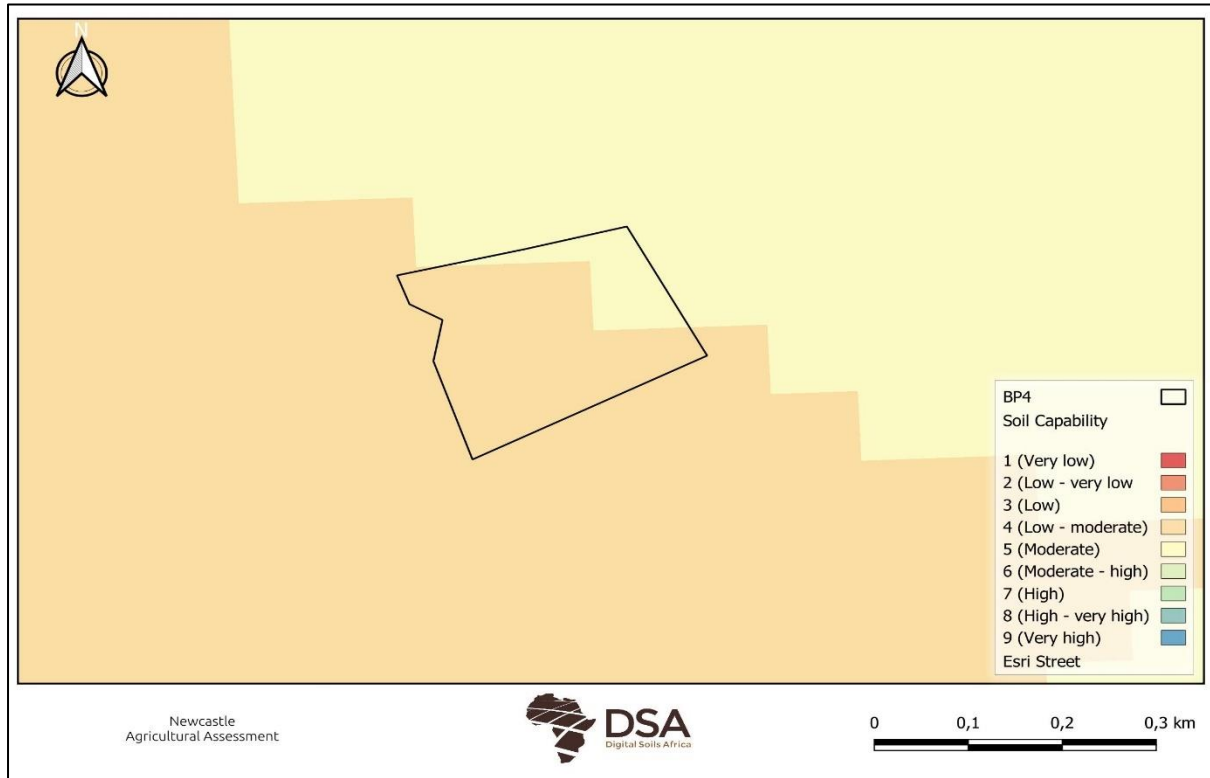 N
BP4
Soil Capability
1 (Very low)
2 (Low - very low
3 (Low)
4 (Low - moderate)
5 (Moderate)
6 (Moderate - high)
7 (High)
8 (High - very high)
9 (Very high)
Esri Street
Newcastle
Agricultural Assessment
DSA
Digital Soils Africa
0 0,1 0,2 0,3 km